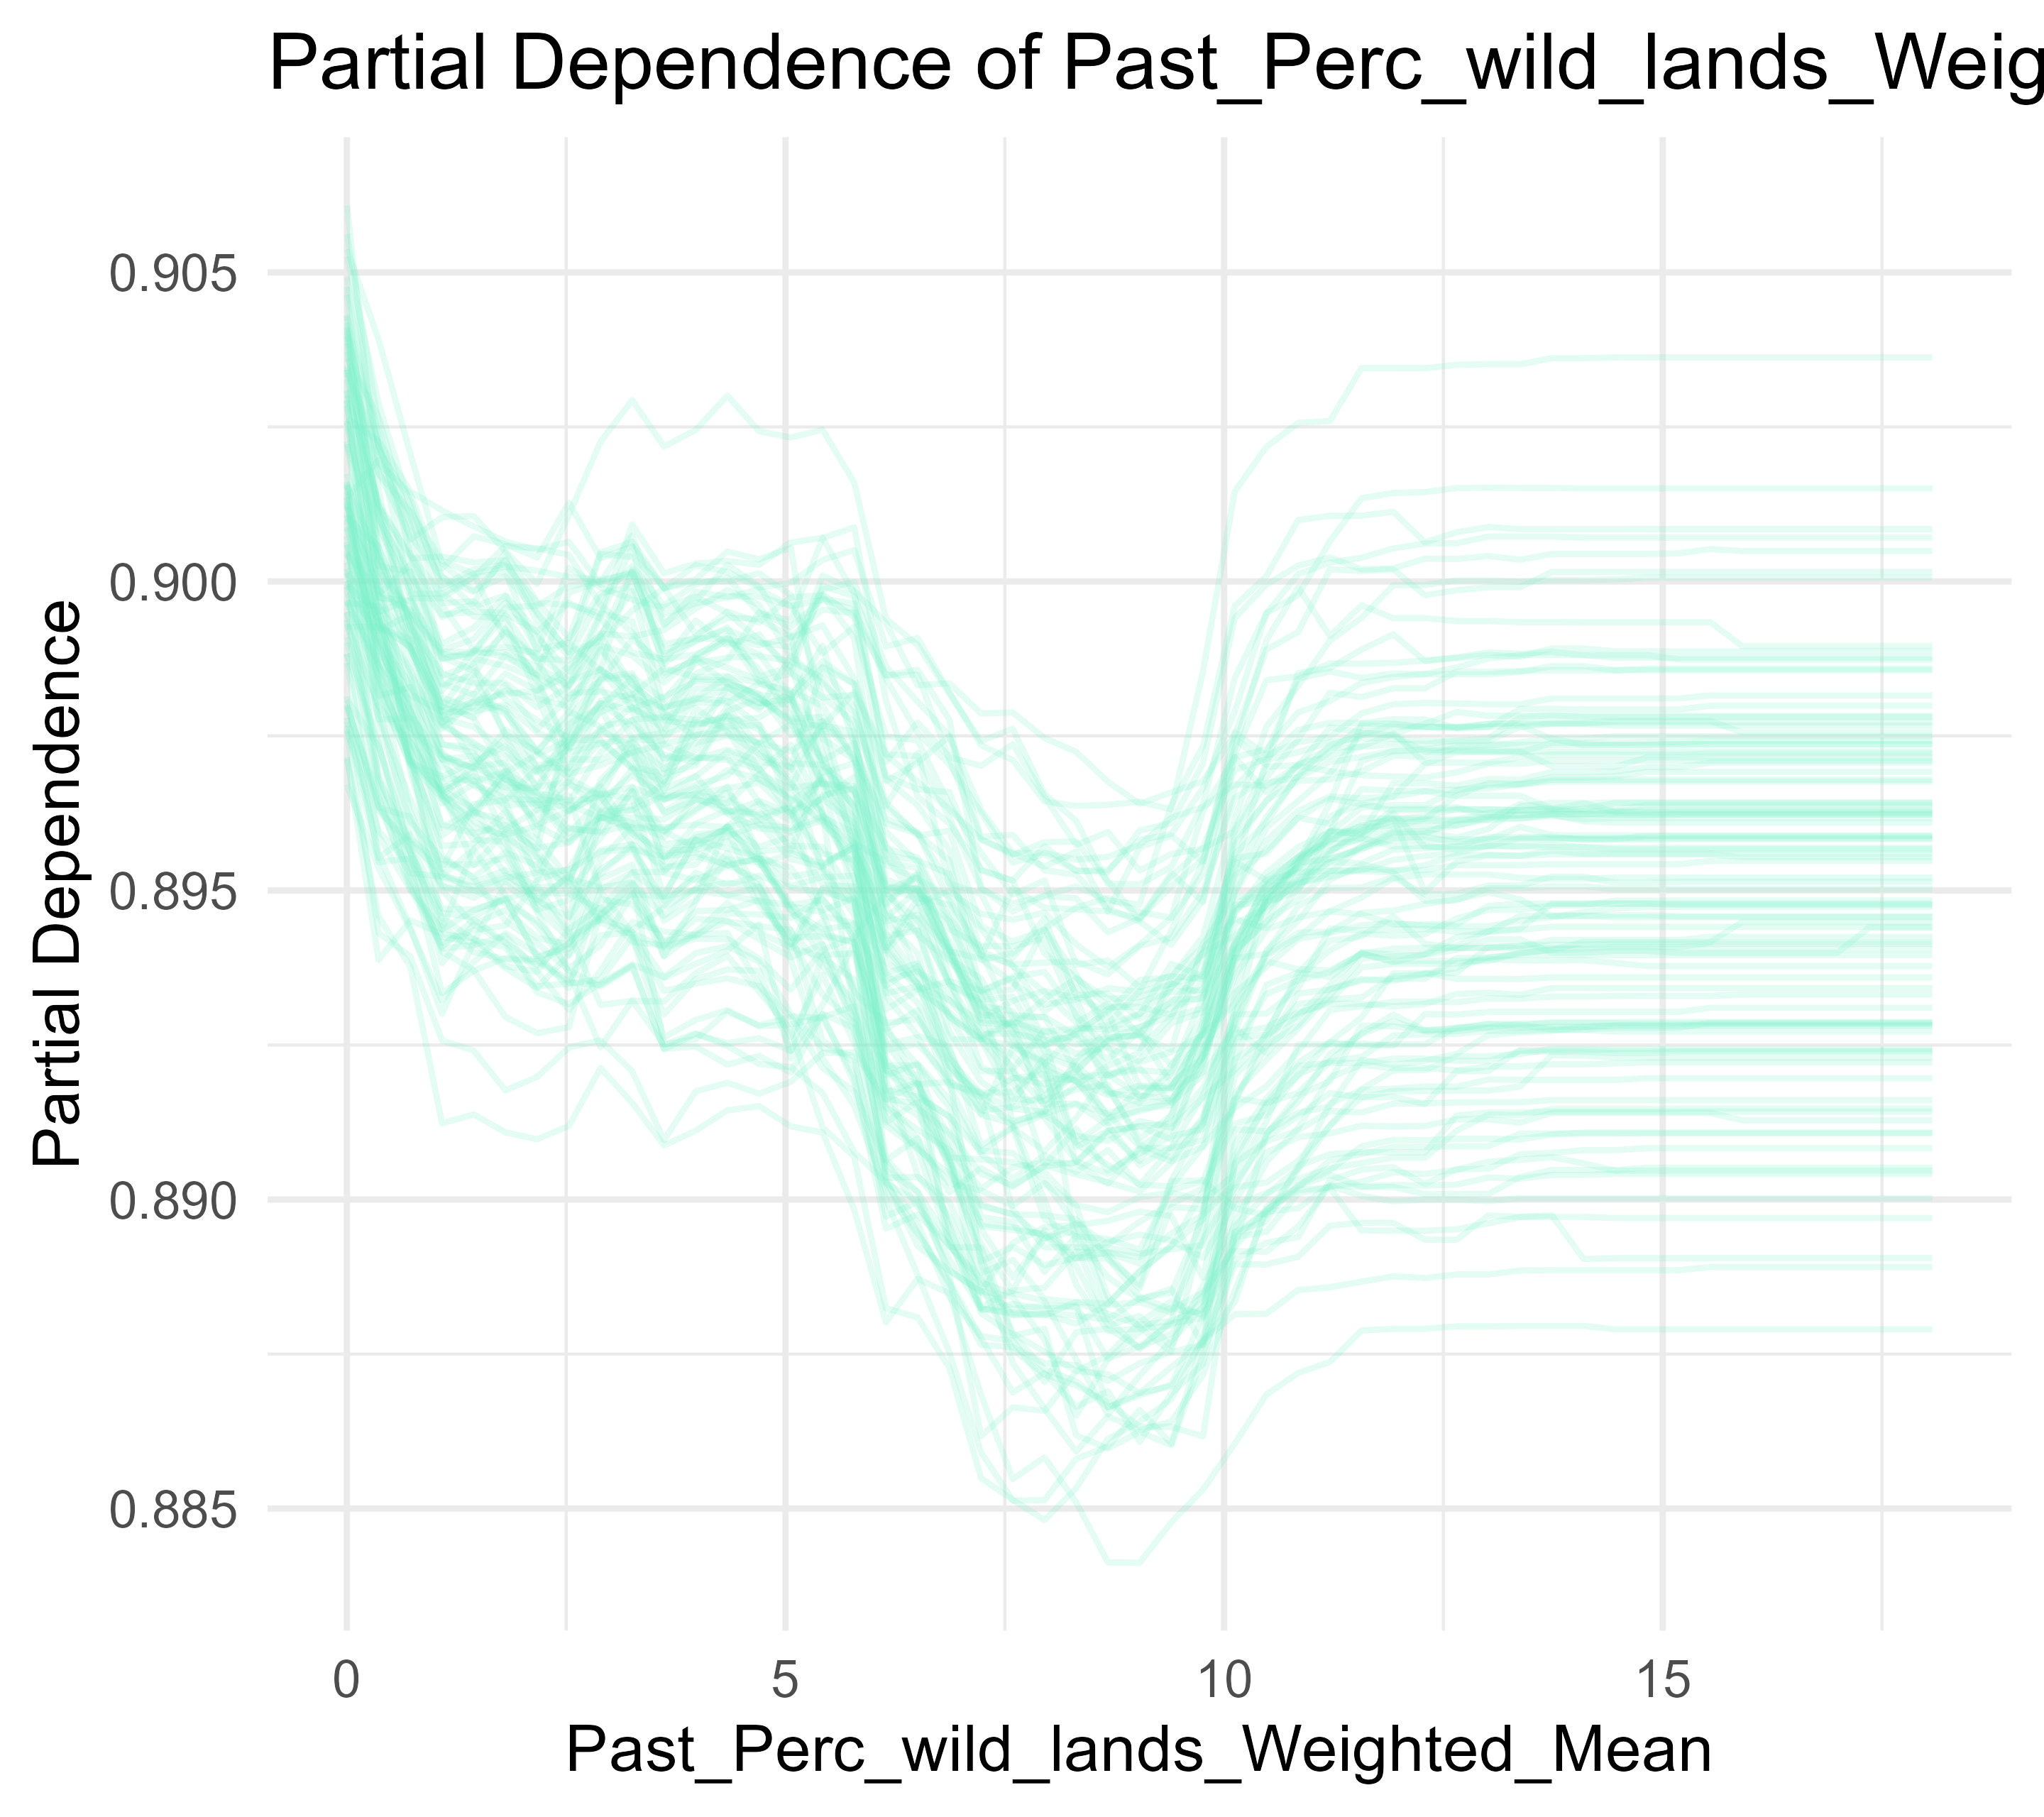 Partial Dependence of Past_Perc_wild_lands_Weig
0.905
0.900
0.895
0.890
0.885
Partial Dependence
0 5 10 15
Past_Perc_wild_lands_Weighted_Mean